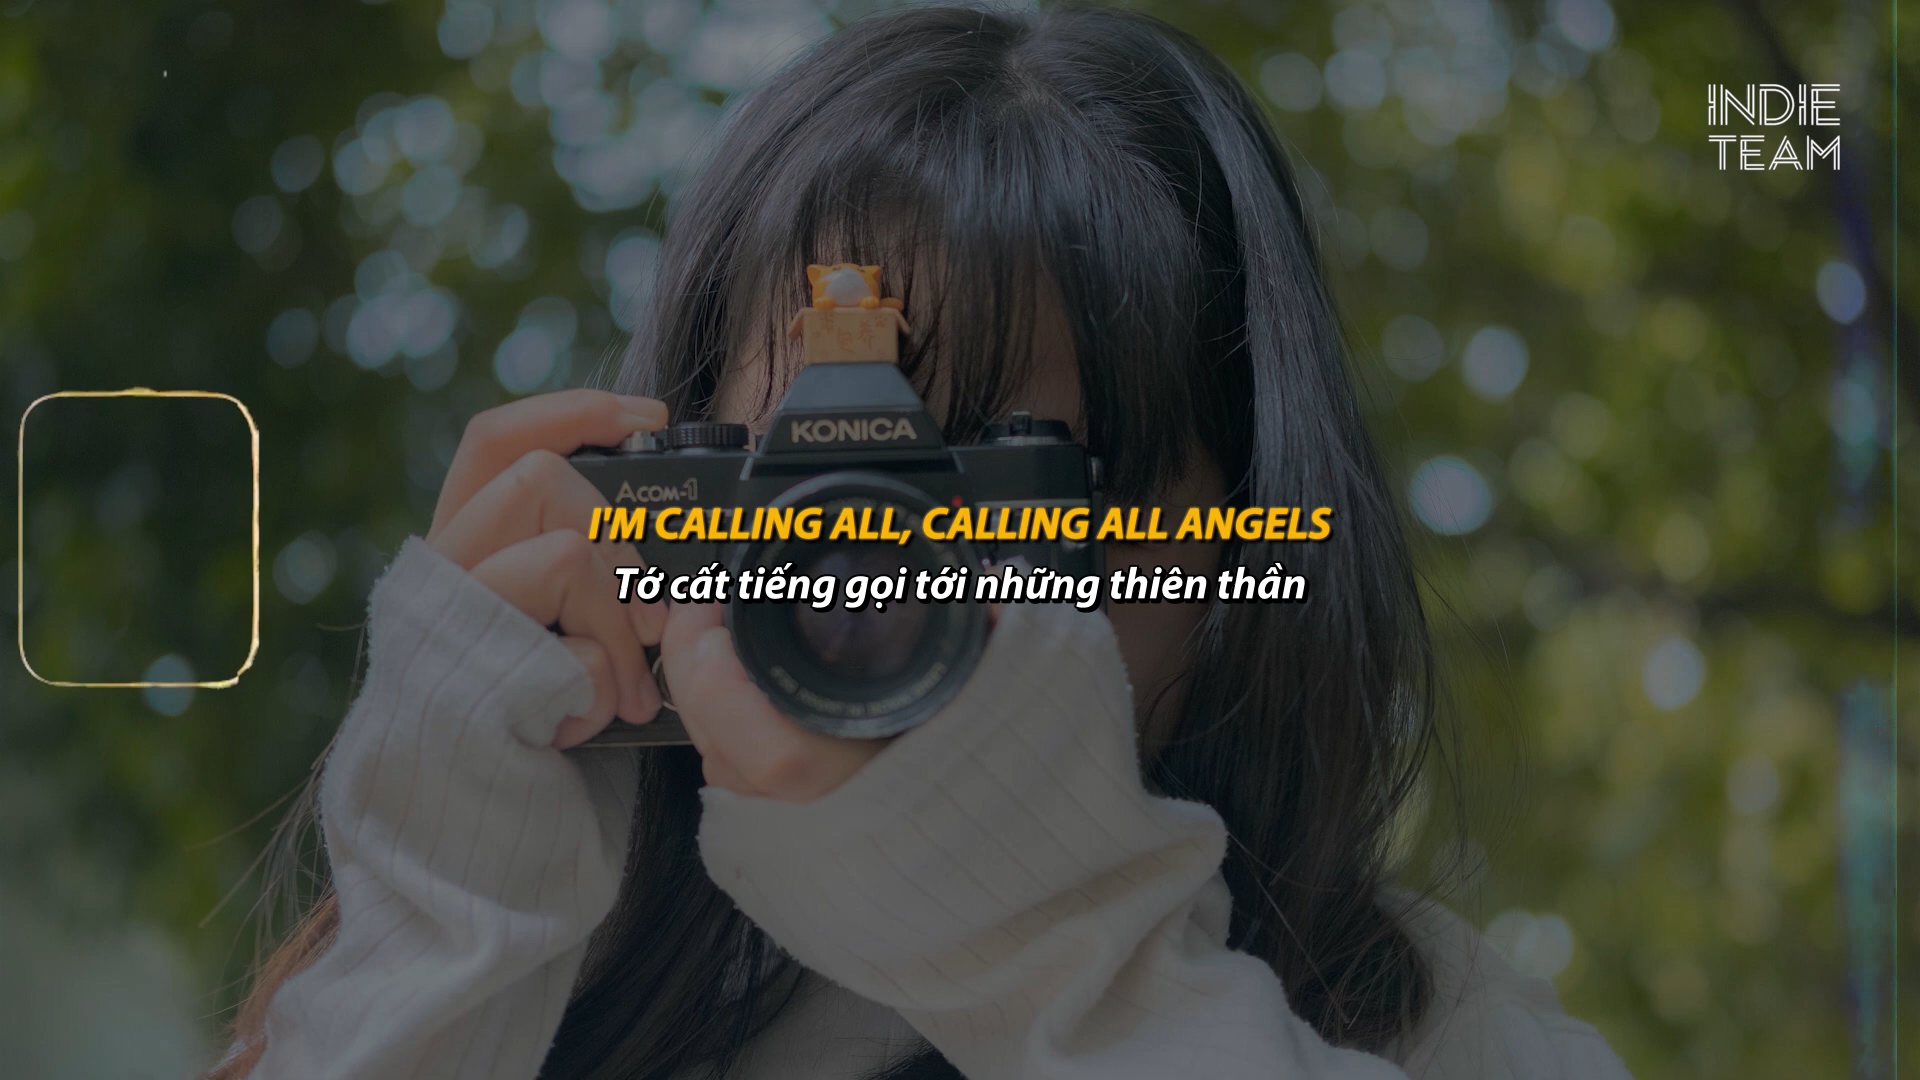 INDIE
TEAM
KONICA
ACOM-1
I'M CALLING ALL, CALLING ALL ANGELS
Tớ cất tiếng gọi tới những thiên thần